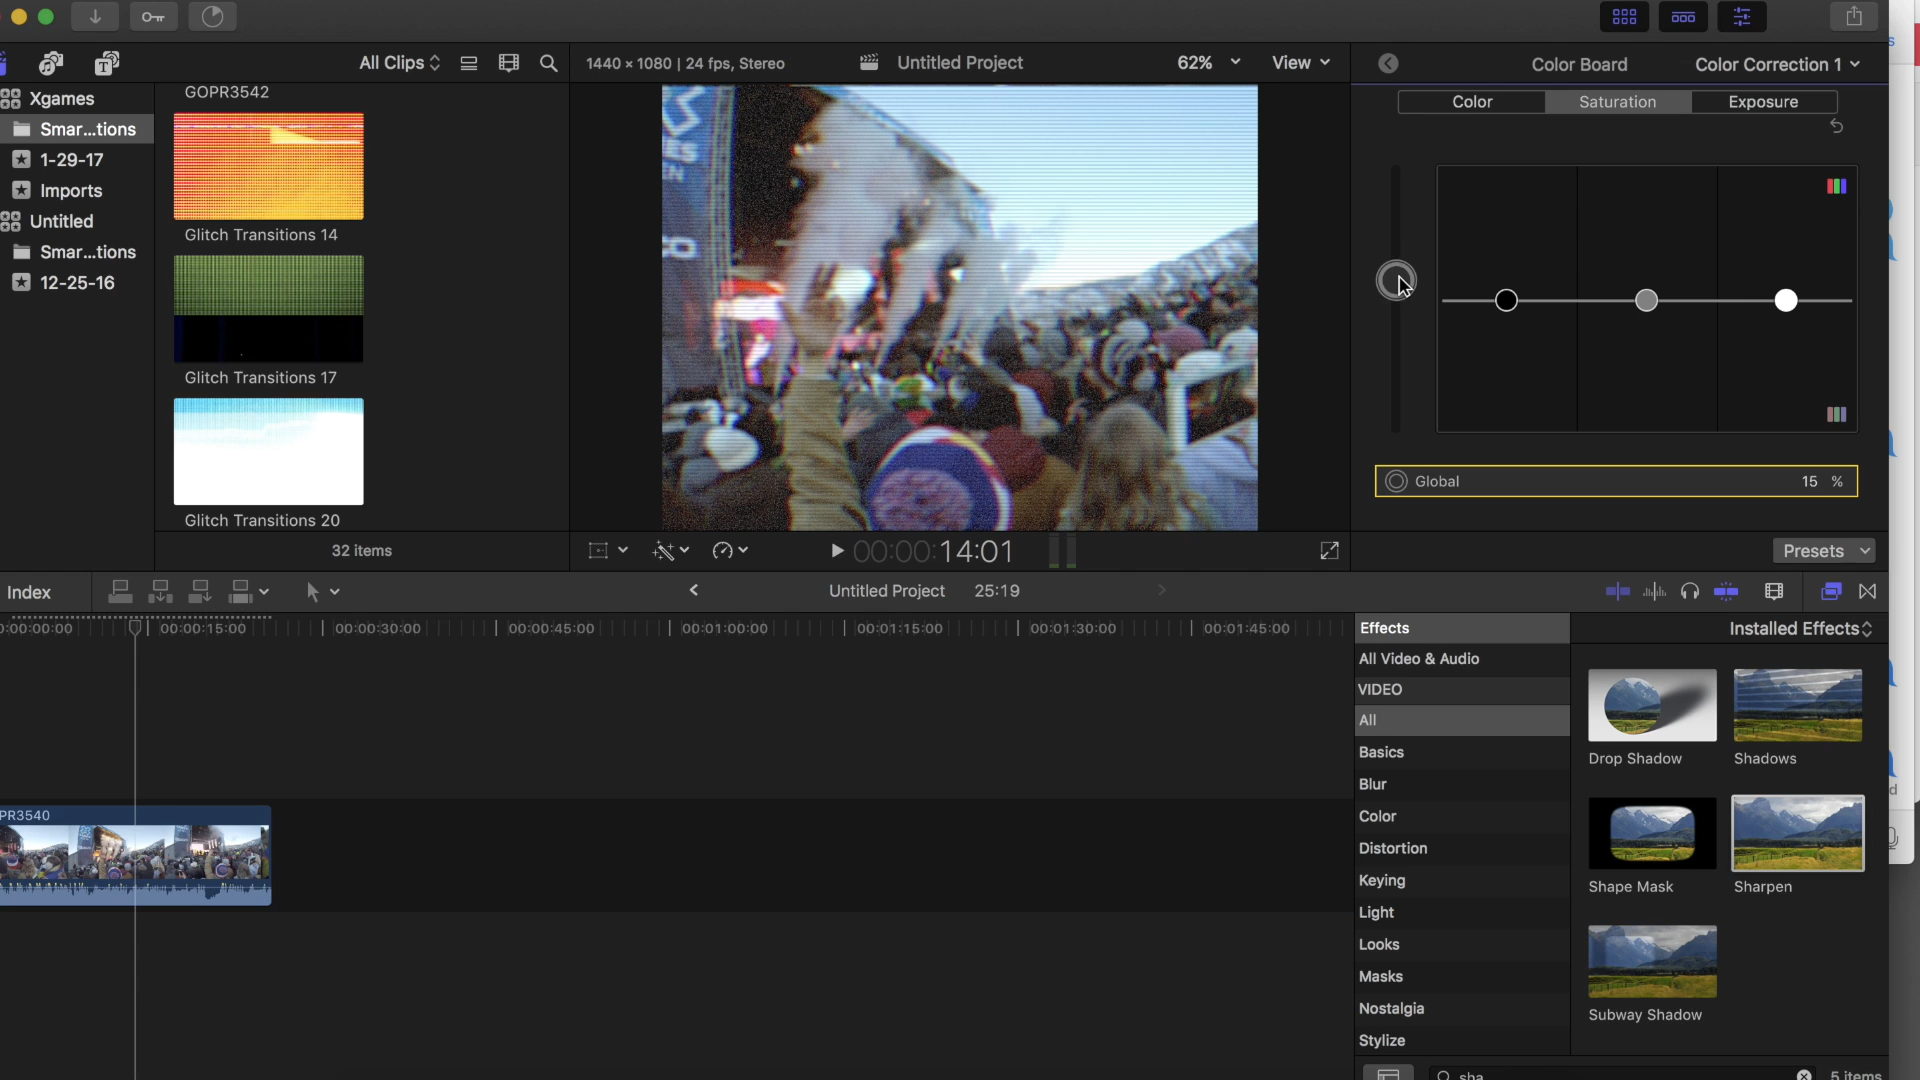 All Clips
1440 × 1080 | 24 fps, Stereo
Untitled Project
62%
View
Color Board
Color Correction 1
Xgames
Smar...tions
1-29-17
Imports
Untitled
Smar...tions
12-25-16
GOPR3542
Glitch Transitions 14
Glitch Transitions 17
Glitch Transitions 20
32 items
Color
Saturation
Exposure
Global
15 %
00:00:14:01
Presets
Index
Untitled Project
25:19
0:00:00:00
00:00:15:00
00:00:30:00
00:00:45:00
00:01:00:00
00:01:15:00
00:01:30:00
00:01:45:00
PR3540
Effects
All Video & Audio
VIDEO
All
Basics
Blur
Color
Distortion
Keying
Light
Looks
Masks
Nostalgia
Stylize
Installed Effects
Drop Shadow
Shadows
Shape Mask
Sharpen
Subway Shadow
sha
5 items